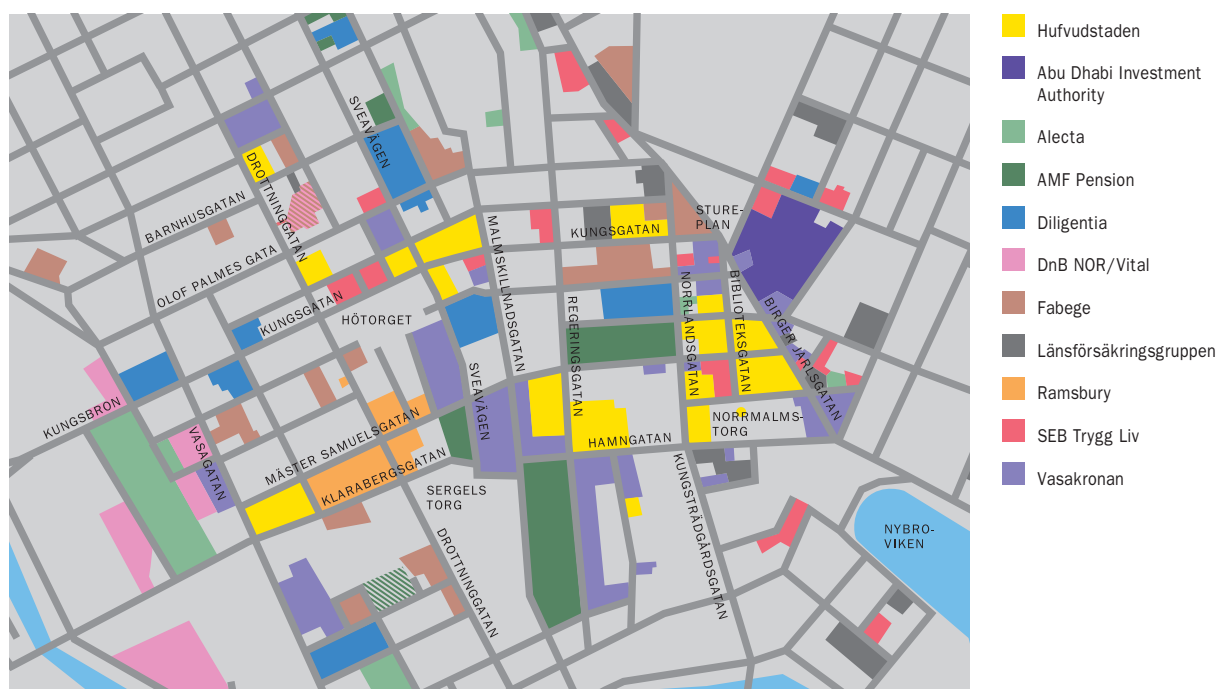 SVEAVÄGEN
DROTTNINGGATAN
BARNHUSGATAN
OLOF PALMES GATA
KUNGSGATAN
HÖTORGET
MALMSKILLNADSGATAN
KUNGSGATAN
STURE-
PLAN
REGERINGSGATAN
NORRLANDSGATAN
BIBLIOTEKSGATAN
BIRGER JARLSGATAN
SVEAVÄGEN
KUNGSBRON
VASAGATAN
MÄSTER SAMUELSGATAN
KLARABERGSGATAN
HAMNGATAN
NORRMALMS-
TORG
SERGELS
TORG
DROTTNINGGATAN
KUNGSTRÄDGÅRDSGATAN
NYBRO-
VIKEN
Hufvudstaden
Abu Dhabi Investment
Authority
Alecta
AMF Pension
Diligentia
DnB NOR/Vital
Fabege
Länsförsäkringsgruppen
Ramsbury
SEB Trygg Liv
Vasakronan